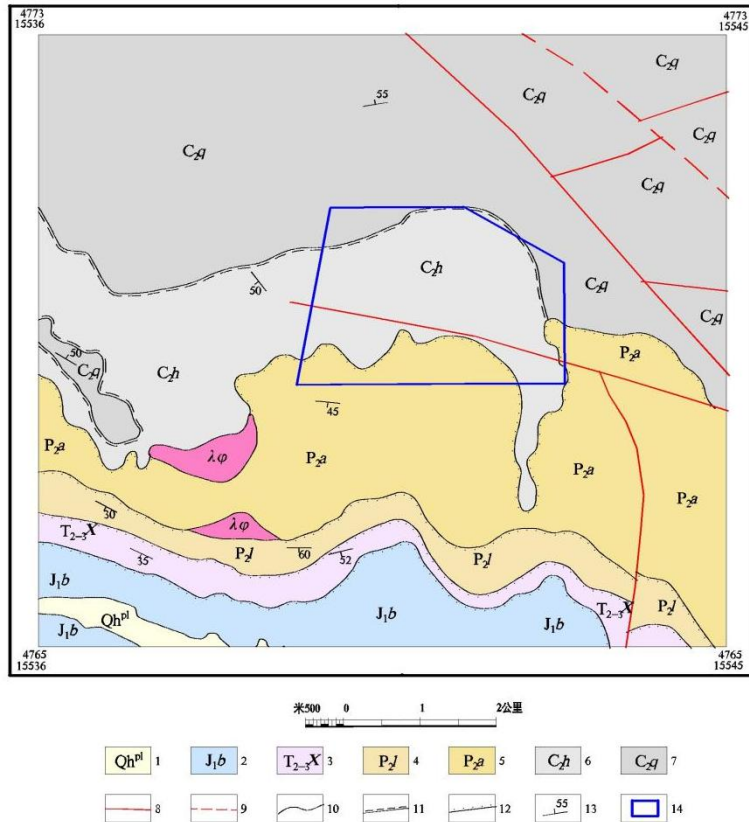 4773 4773
15536 15545
C₂q
55
C₂q
C₂q
C₂q
C₂q
C₂h
C₂q
50
C₂q
50
C₂q
C₂h
P₂a
45
P₂a
λφ
P₂a
P₂a
P₂a
30
T₂₋₃X
λφ
P₂l
60
52
P₂l
35
J₁b
T₂₋₃X
P₂l
Qhᵖˡ
J₁b
J₁b
J₁b
4765 4765
15536 15545
米500 0 1 2公里
Qhᵖˡ 1 J₁b 2 T₂₋₃X 3 P₂l 4 P₂a 5 C₂h 6 C₂q 7
8 9 10 11 12 55 13 14